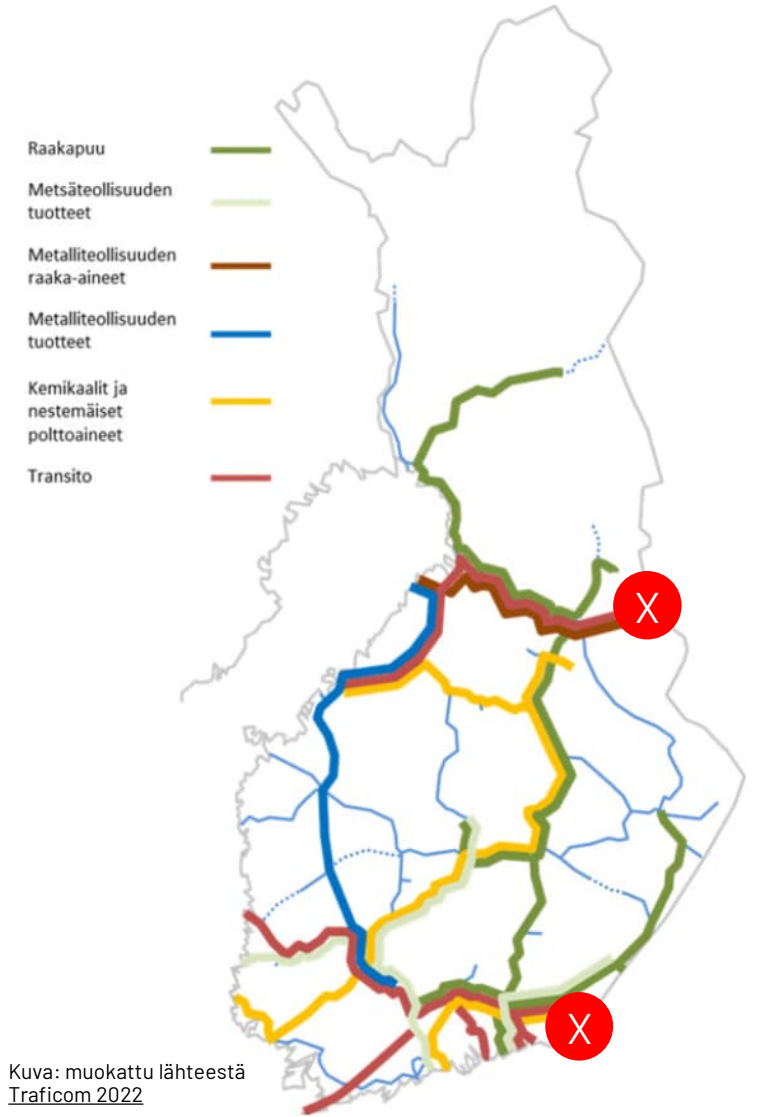 Raakapuu
Metsäteollisuuden
tuotteet
Metalliteollisuuden
raaka-aineet
Metalliteollisuuden
tuotteet
Kemikaalit ja
nestemäiset
polttoaineet
Transito
X
X
Kuva: muokattu lähteestä
Traficom 2022